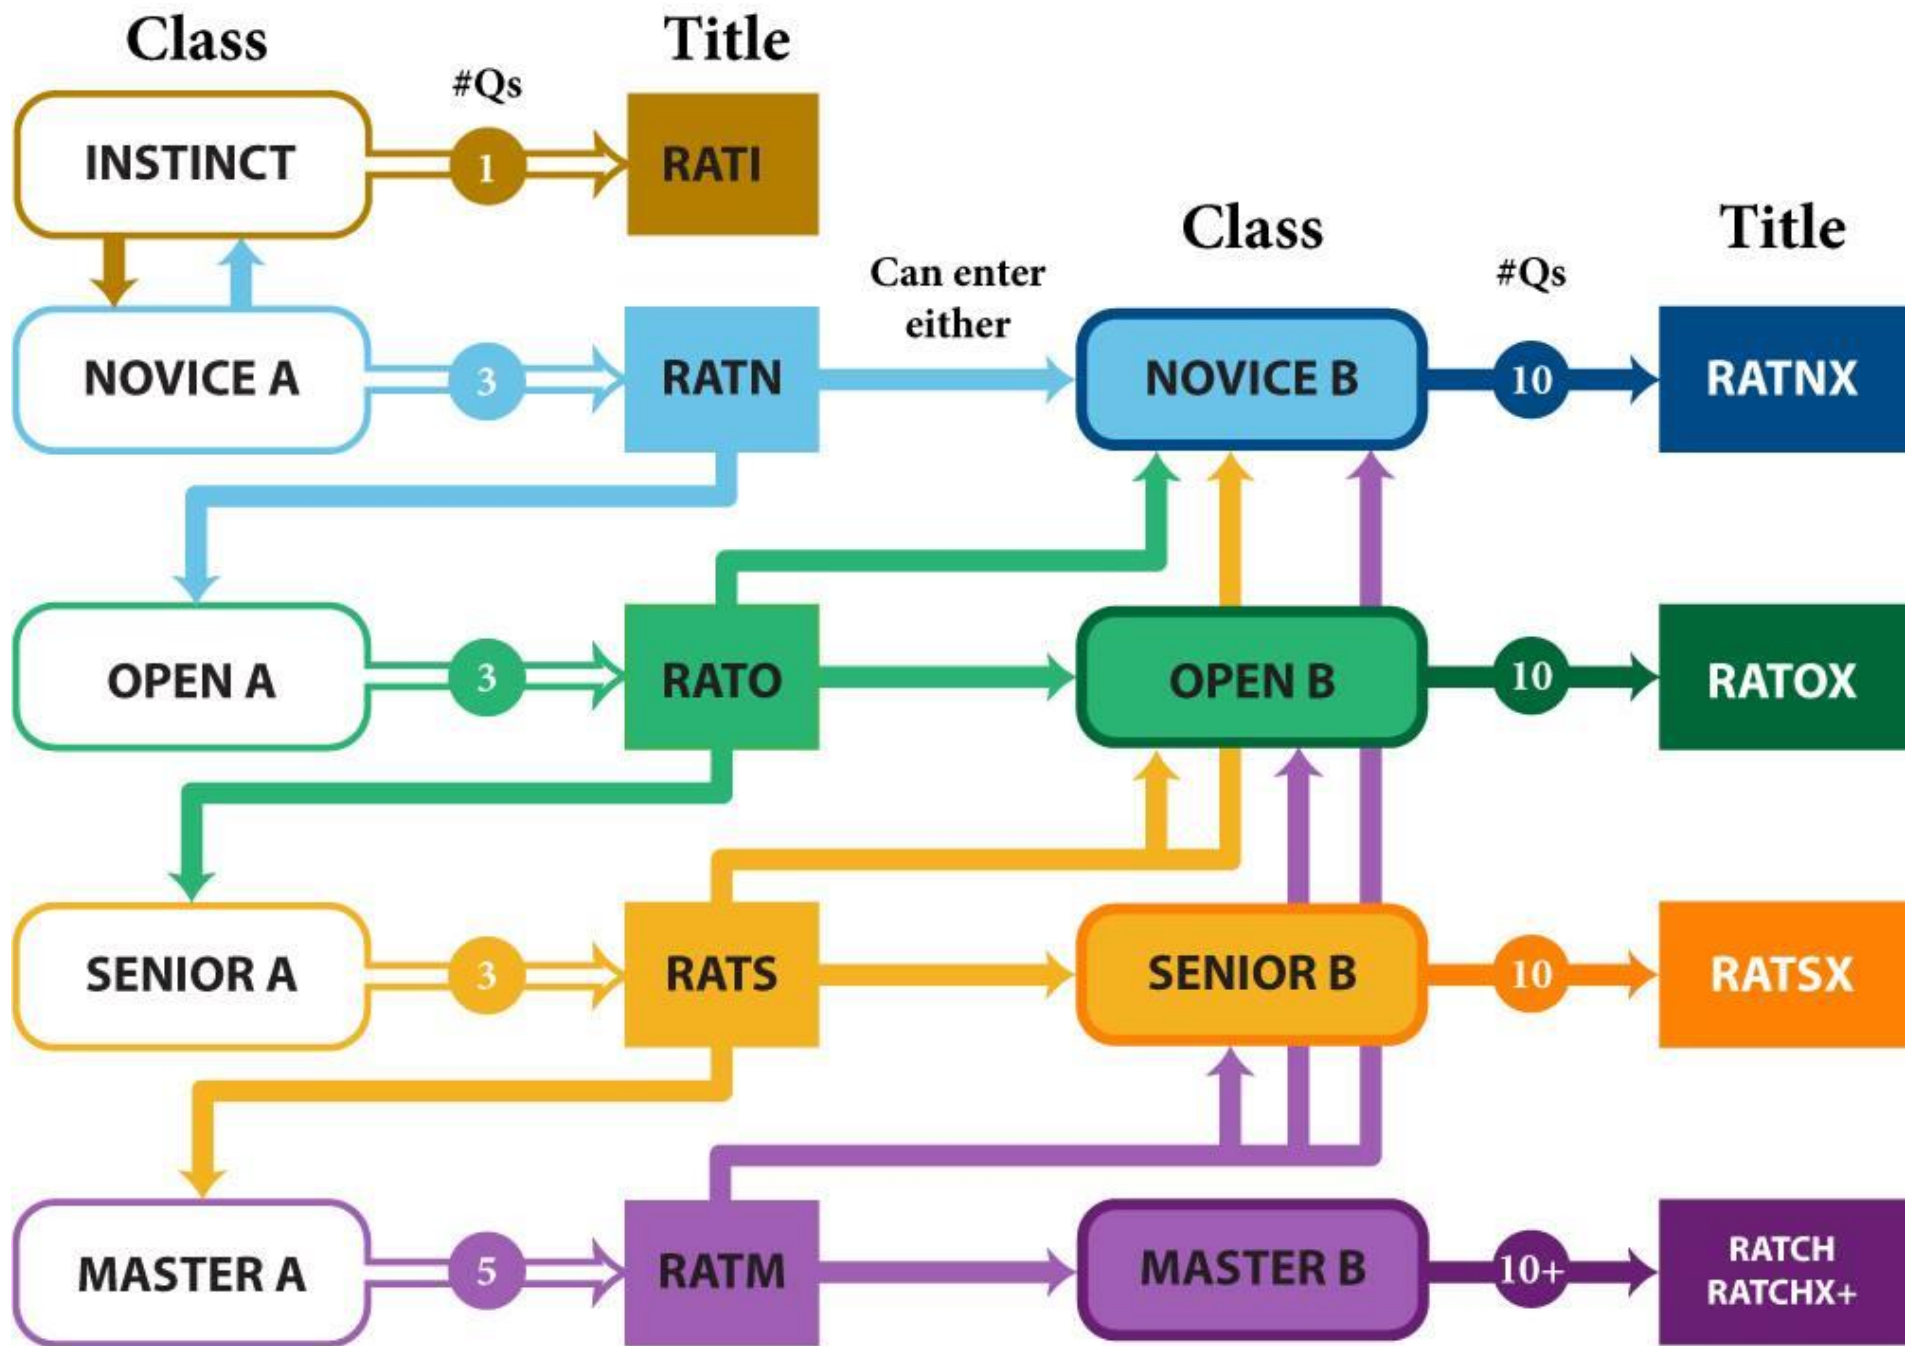 Class
Title
#Qs
INSTINCT
1
RATI
Class
Title
Can enter
either
#Qs
NOVICE A
3
RATN
NOVICE B
10
RATNX
OPEN A
3
RATO
OPEN B
10
RATOX
SENIOR A
3
RATS
SENIOR B
10
RATSX
MASTER A
5
RATM
MASTER B
10+
RATCH
RATCHX+